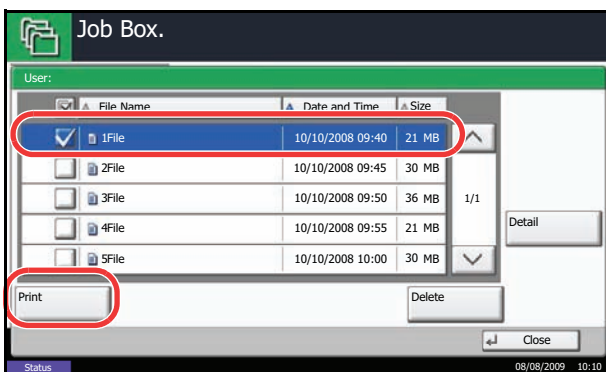 Job Box.
User:
File Name Date and Time Size
1File 10/10/2008 09:40 21 MB
2File 10/10/2008 09:45 30 MB
3File 10/10/2008 09:50 36 MB 1/1
4File 10/10/2008 09:55 21 MB Detail
5File 10/10/2008 10:00 30 MB
Print Delete
Close
Status 08/08/2009 10:10